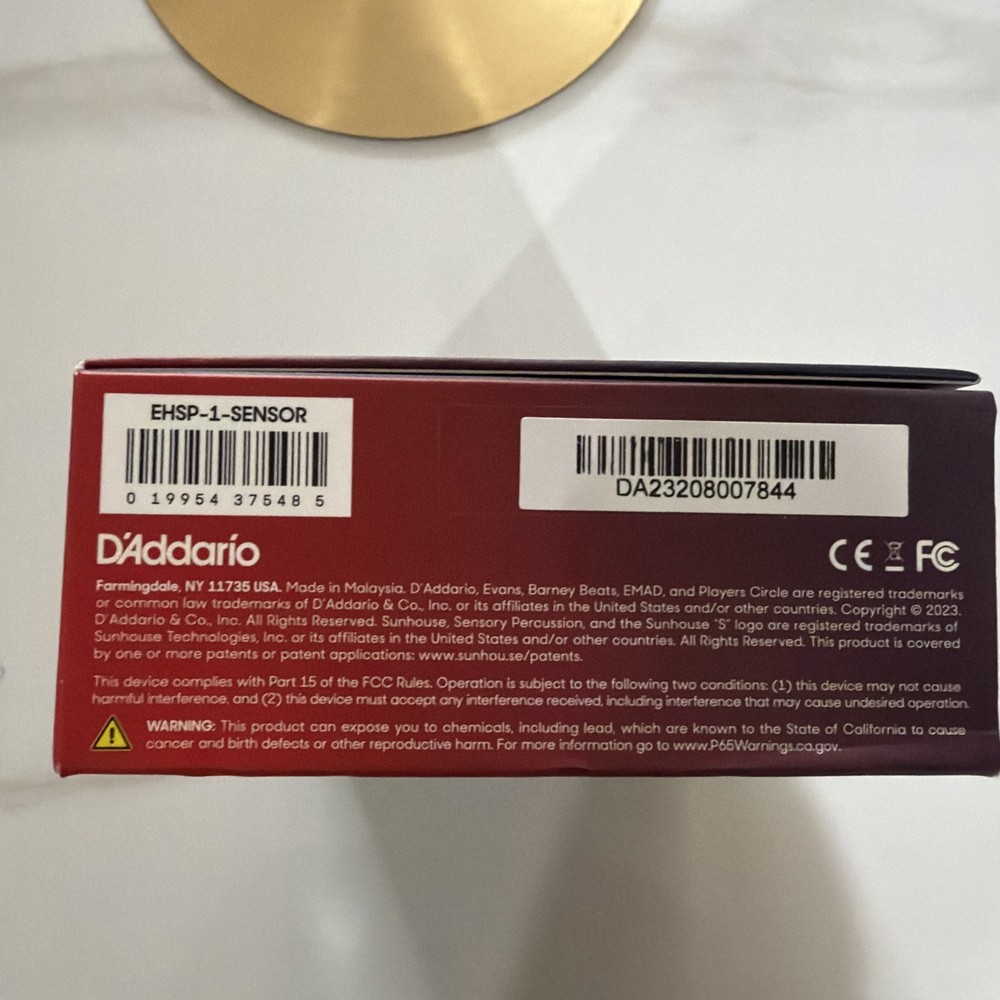 EHSP-1-SENSOR
0 19954 37548 5
DA23208007844
D'Addario
CE FC
Farmingdale, NY 11735 USA. Made in Malaysia. D'Addario, Evans, Barney Beats, EMAD, and Players Circle are registered trademarks
or common law trademarks of D'Addario & Co., Inc. or its affiliates in the United States and/or other countries. Copyright © 2023.
D'Addario & Co., Inc. All Rights Reserved. Sunhouse, Sensory Percussion, and the Sunhouse "S" logo are registered trademarks of
Sunhouse Technologies, Inc. or its affiliates in the United States and/or other countries. All Rights Reserved. This product is covered
by one or more patents or patent applications: www.sunhou.se/patents.
This device complies with Part 15 of the FCC Rules. Operation is subject to the following two conditions: (1) this device may not cause
harmful interference, and (2) this device must accept any interference received, including interference that may cause undesired operation.
WARNING: This product can expose you to chemicals, including lead, which are known to the State of California to cause
cancer and birth defects or other reproductive harm. For more information go to www.P65Warnings.ca.gov.